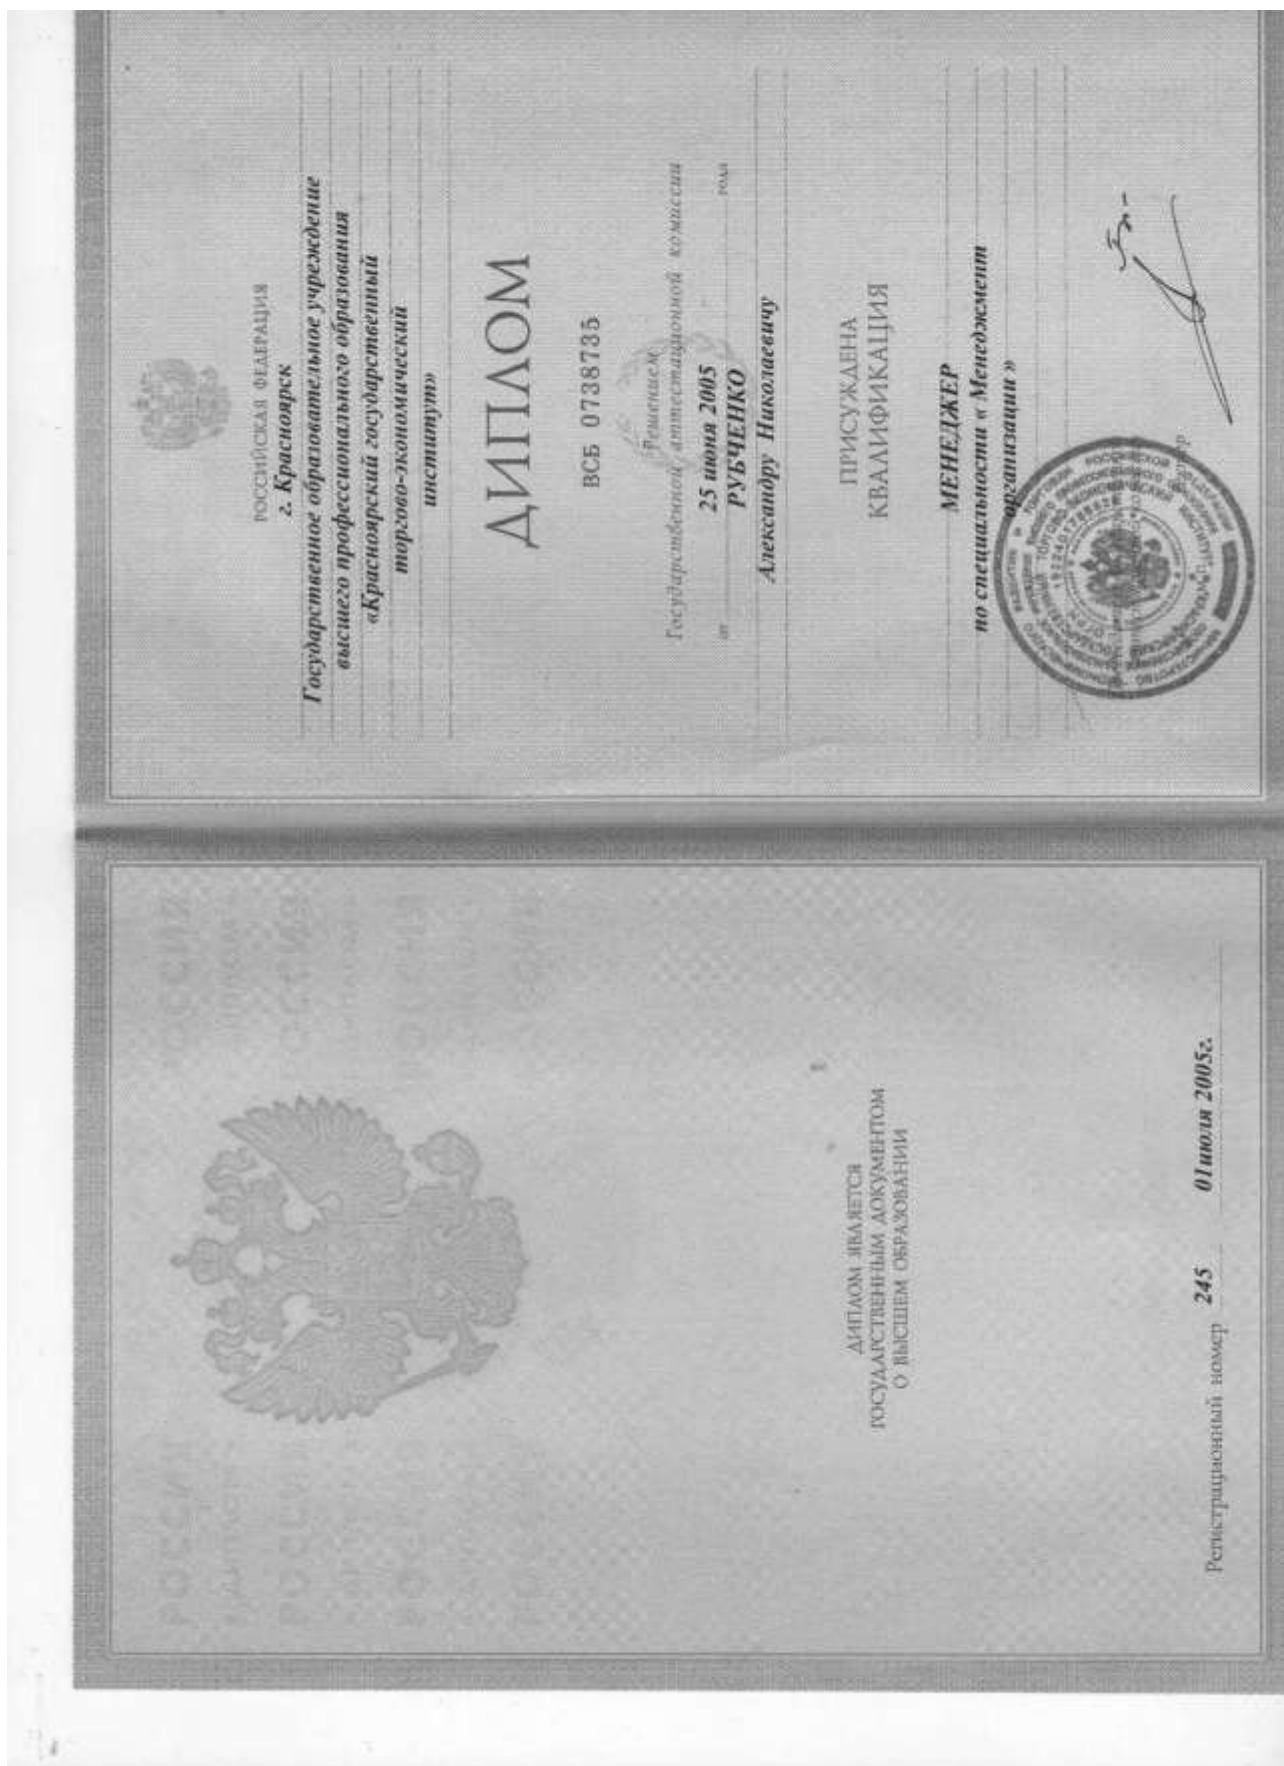 РОССИЯ
РОССИЯ
ДИПЛОМ ЯВЛЯЕТСЯ
ГОСУДАРСТВЕННЫМ ДОКУМЕНТОМ
О ВЫСШЕМ ОБРАЗОВАНИИ
Регистрационный номер 245 01 июля 2005г.
РОССИЙСКАЯ ФЕДЕРАЦИЯ
г. Красноярск
Государственное образовательное учреждение
высшего профессионального образования
«Красноярский государственный
торгово-экономический
институт»
ДИПЛОМ
ВСБ 0738735
Решением
Государственной аттестационной комиссии
от 25 июня 2005 года
РУБЧЕНКО
Александру Николаевичу
ПРИСУЖДЕНА
КВАЛИФИКАЦИЯ
МЕНЕДЖЕР
по специальности « Менеджмент
организации »